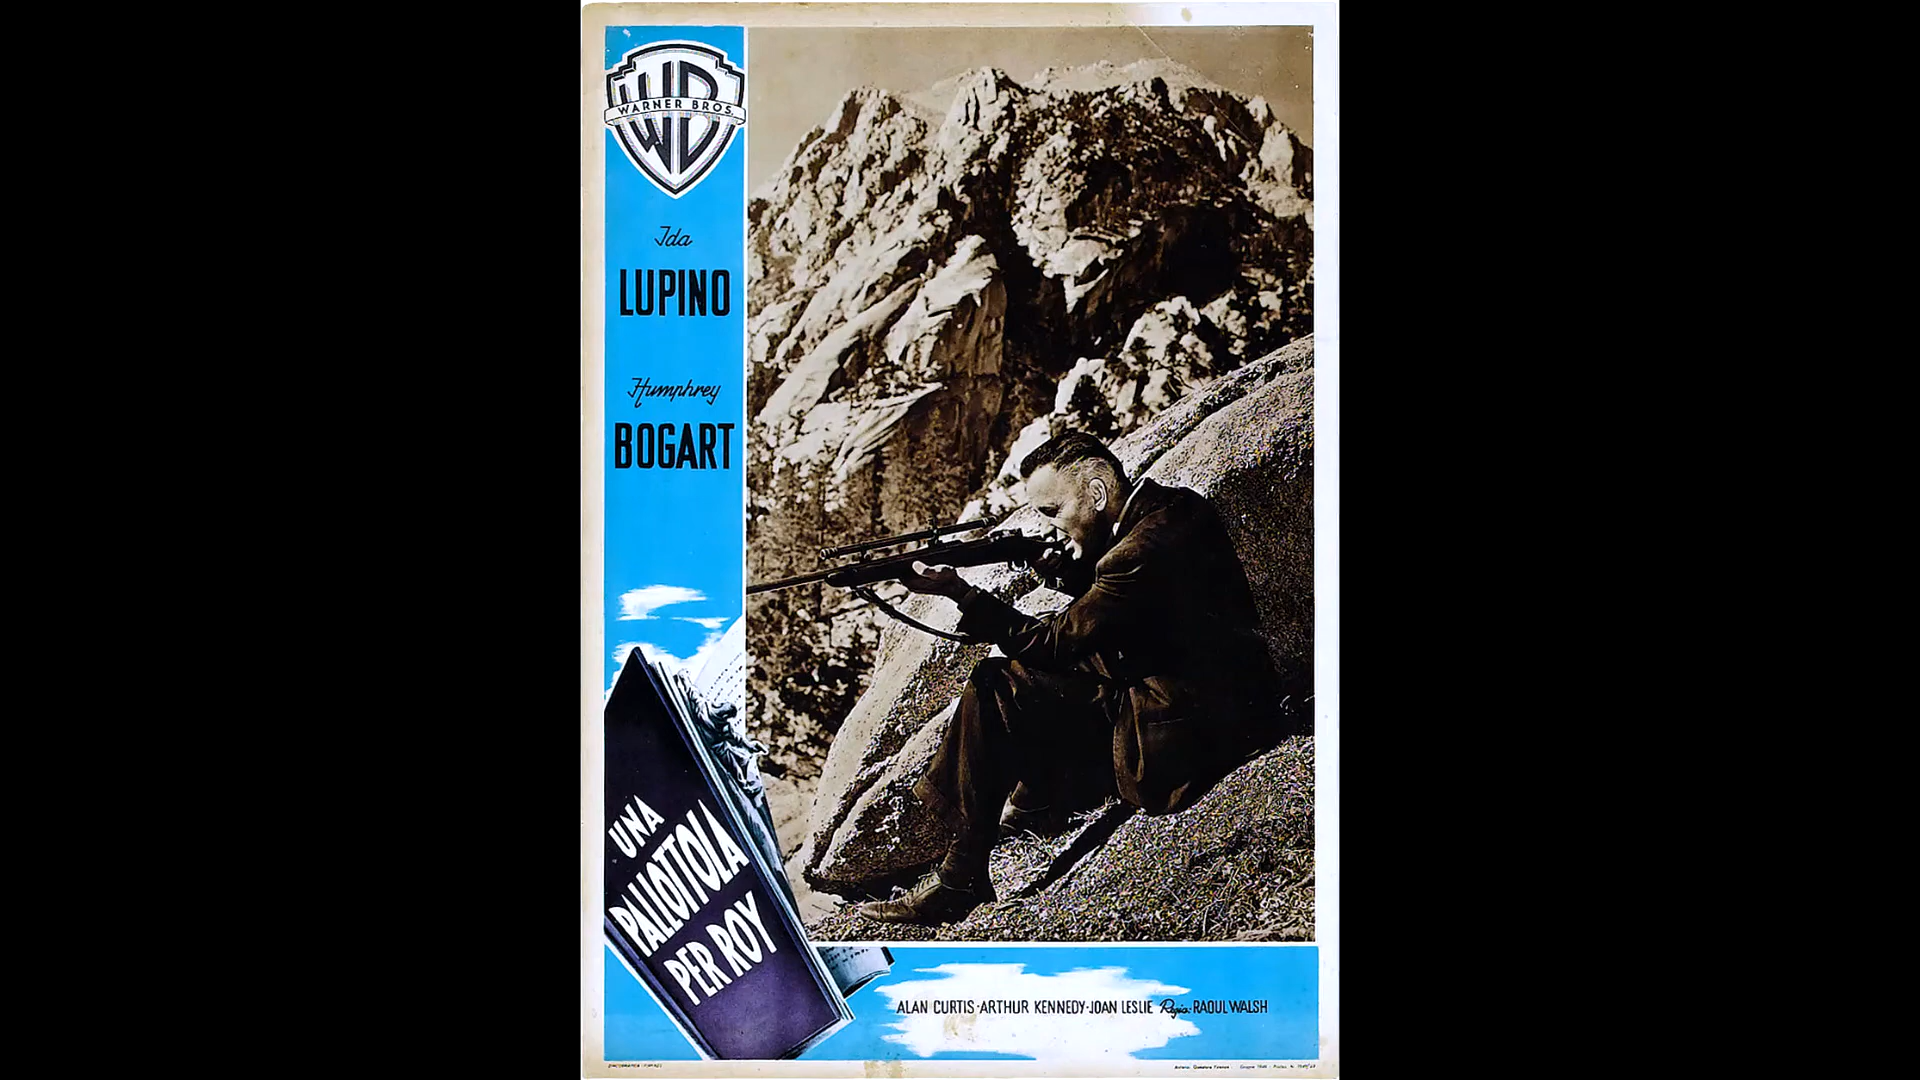 WB
WARNER BROS.
Ida
LUPINO
Humphrey
BOGART
UNA
PALLOTTOLA
PER ROY
ALAN CURTIS·ARTHUR KENNEDY·JOAN LESLIE Regia: RAOUL WALSH